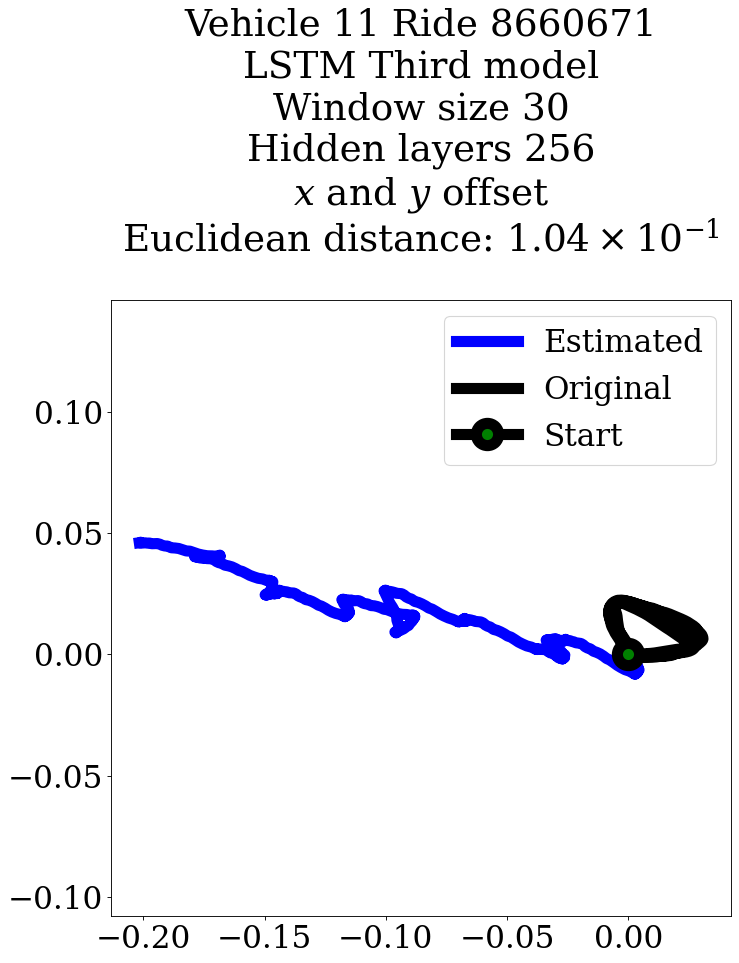 Vehicle 11 Ride 8660671
LSTM Third model
Window size 30
Hidden layers 256
x and y offset
Euclidean distance: 1.04 × 10⁻¹
Estimated
Original
Start
0.10
0.05
0.00
−0.05
−0.10
−0.20 −0.15 −0.10 −0.05 0.00